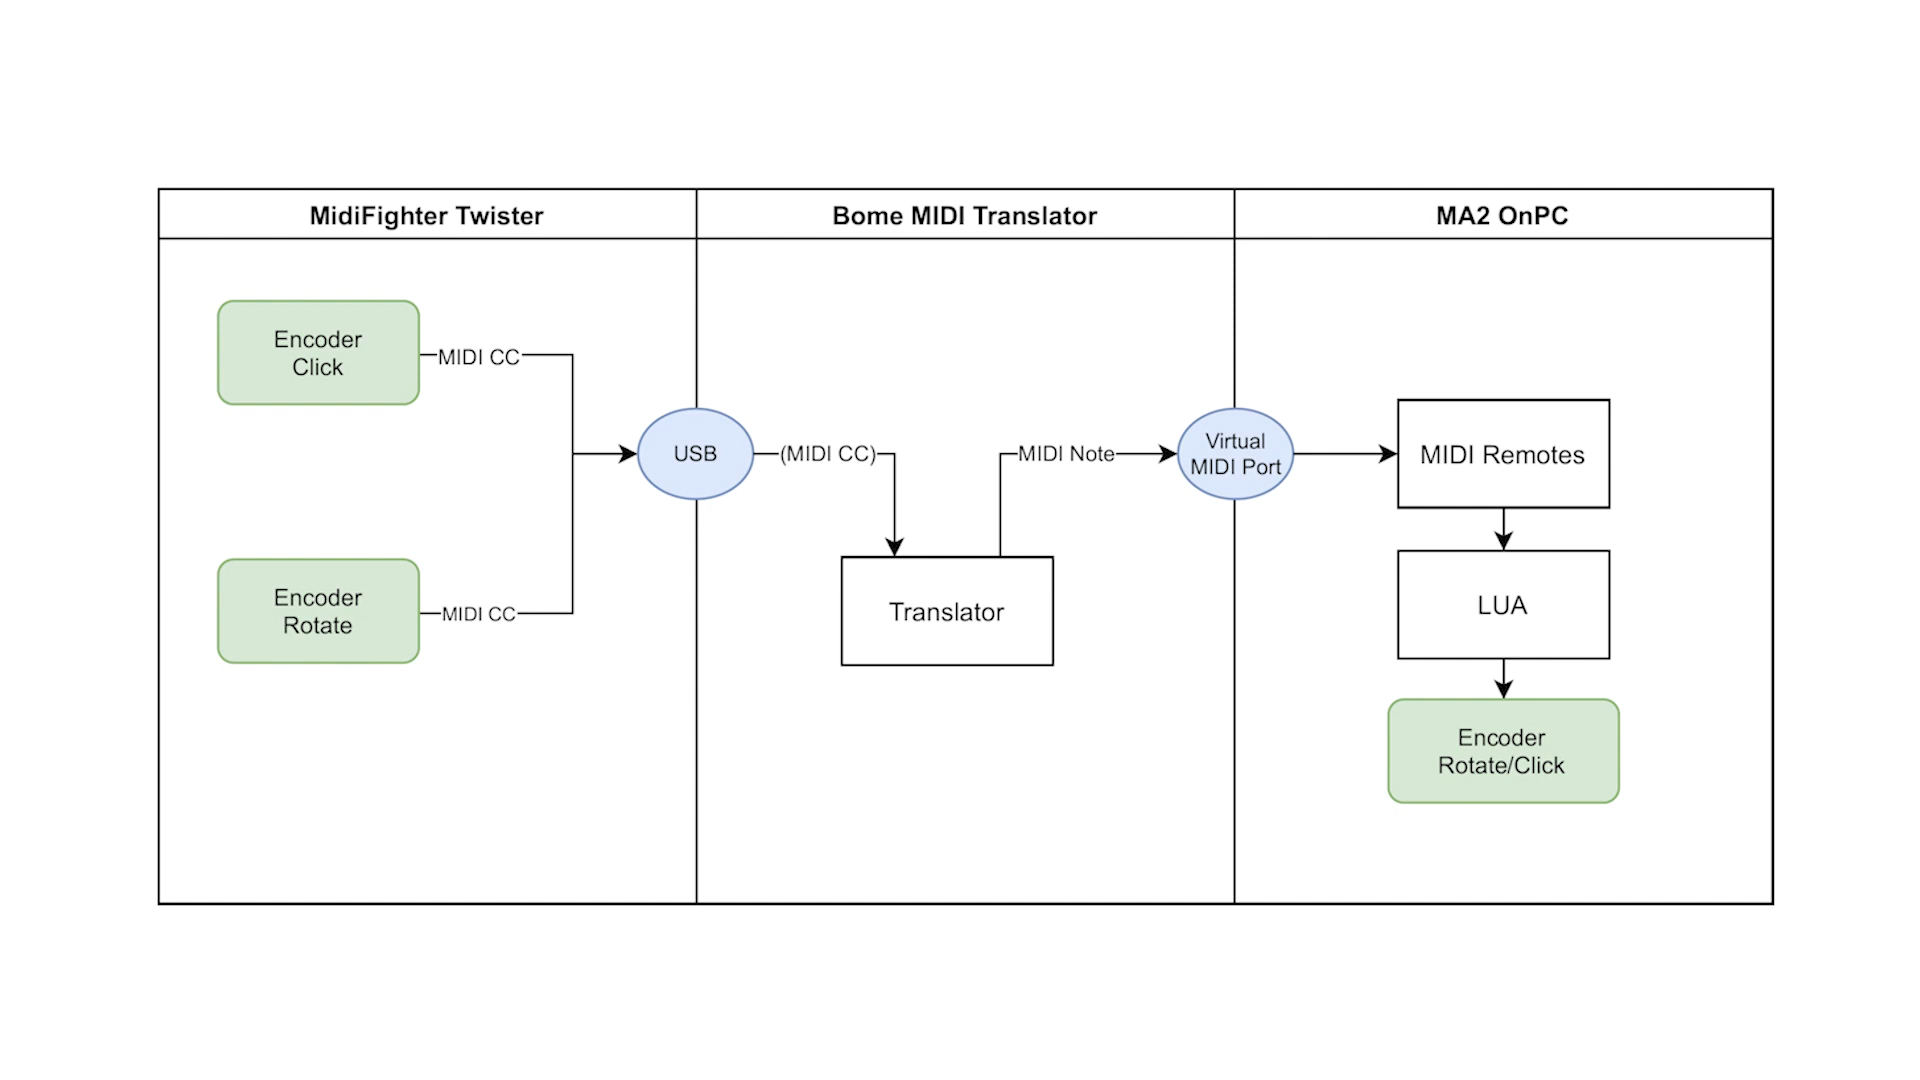 MidiFighter Twister
Bome MIDI Translator
MA2 OnPC
Encoder
Click
MIDI CC
Encoder
Rotate
MIDI CC
USB
(MIDI CC)
Translator
MIDI Note
Virtual
MIDI Port
MIDI Remotes
LUA
Encoder
Rotate/Click